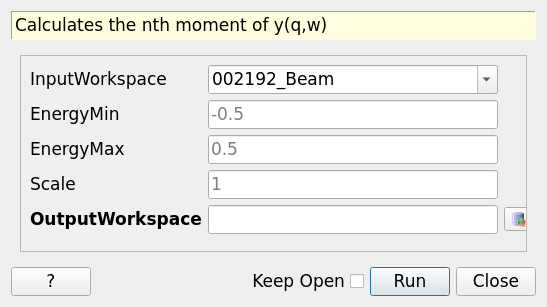 Calculates the nth moment of y(q,w)
InputWorkspace 002192_Beam
EnergyMin -0.5
EnergyMax 0.5
Scale 1
OutputWorkspace
? Keep Open Run Close